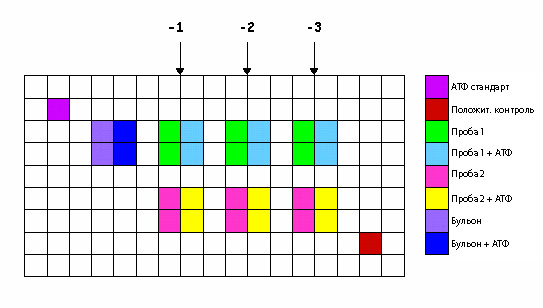 -1 -2 -3
АТФ стандарт
Положит. контроль
Проба 1
Проба 1 + АТФ
Проба 2
Проба 2 + АТФ
Бульон
Бульон + АТФ